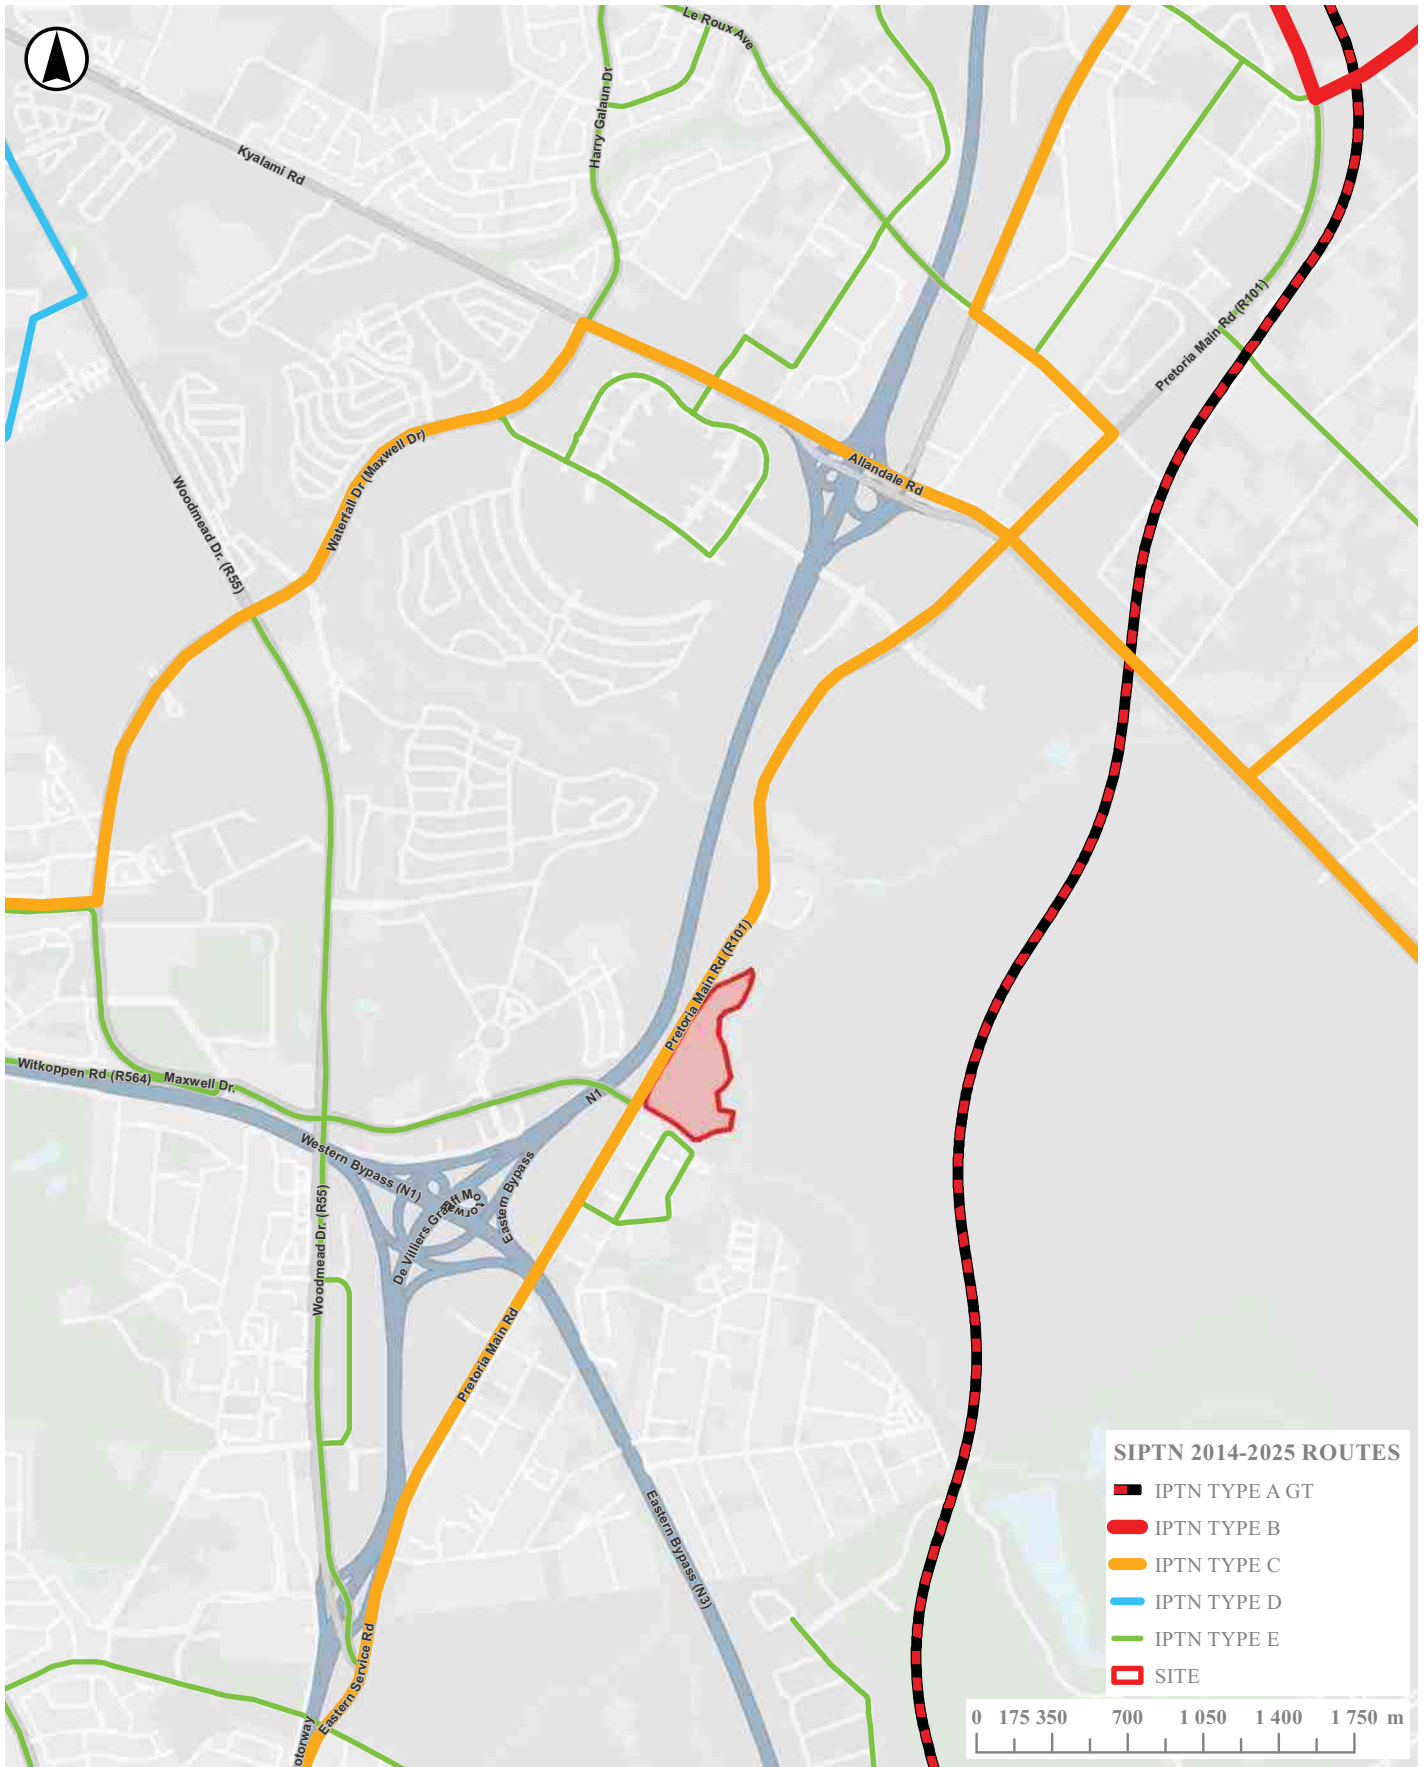 Le Roux Ave
Harry Galaun Dr
Kyalami Rd
Pretoria Main Rd (R101)
Waterfall Dr (Maxwell Dr)
Allandale Rd
Woodmead Dr. (R55)
Pretoria Main Rd (R101)
Witkoppen Rd (R564)
Maxwell Dr.
N1
Western Bypass (N1)
De Villiers Graaff Motorway
Eastern Bypass
Woodmead Dr. (R55)
Pretoria Main Rd
Eastern Bypass (N3)
Eastern Service Rd
otorway
SIPTN 2014-2025 ROUTES
IPTN TYPE A GT
IPTN TYPE B
IPTN TYPE C
IPTN TYPE D
IPTN TYPE E
SITE
0 175 350 700 1 050 1 400 1 750 m